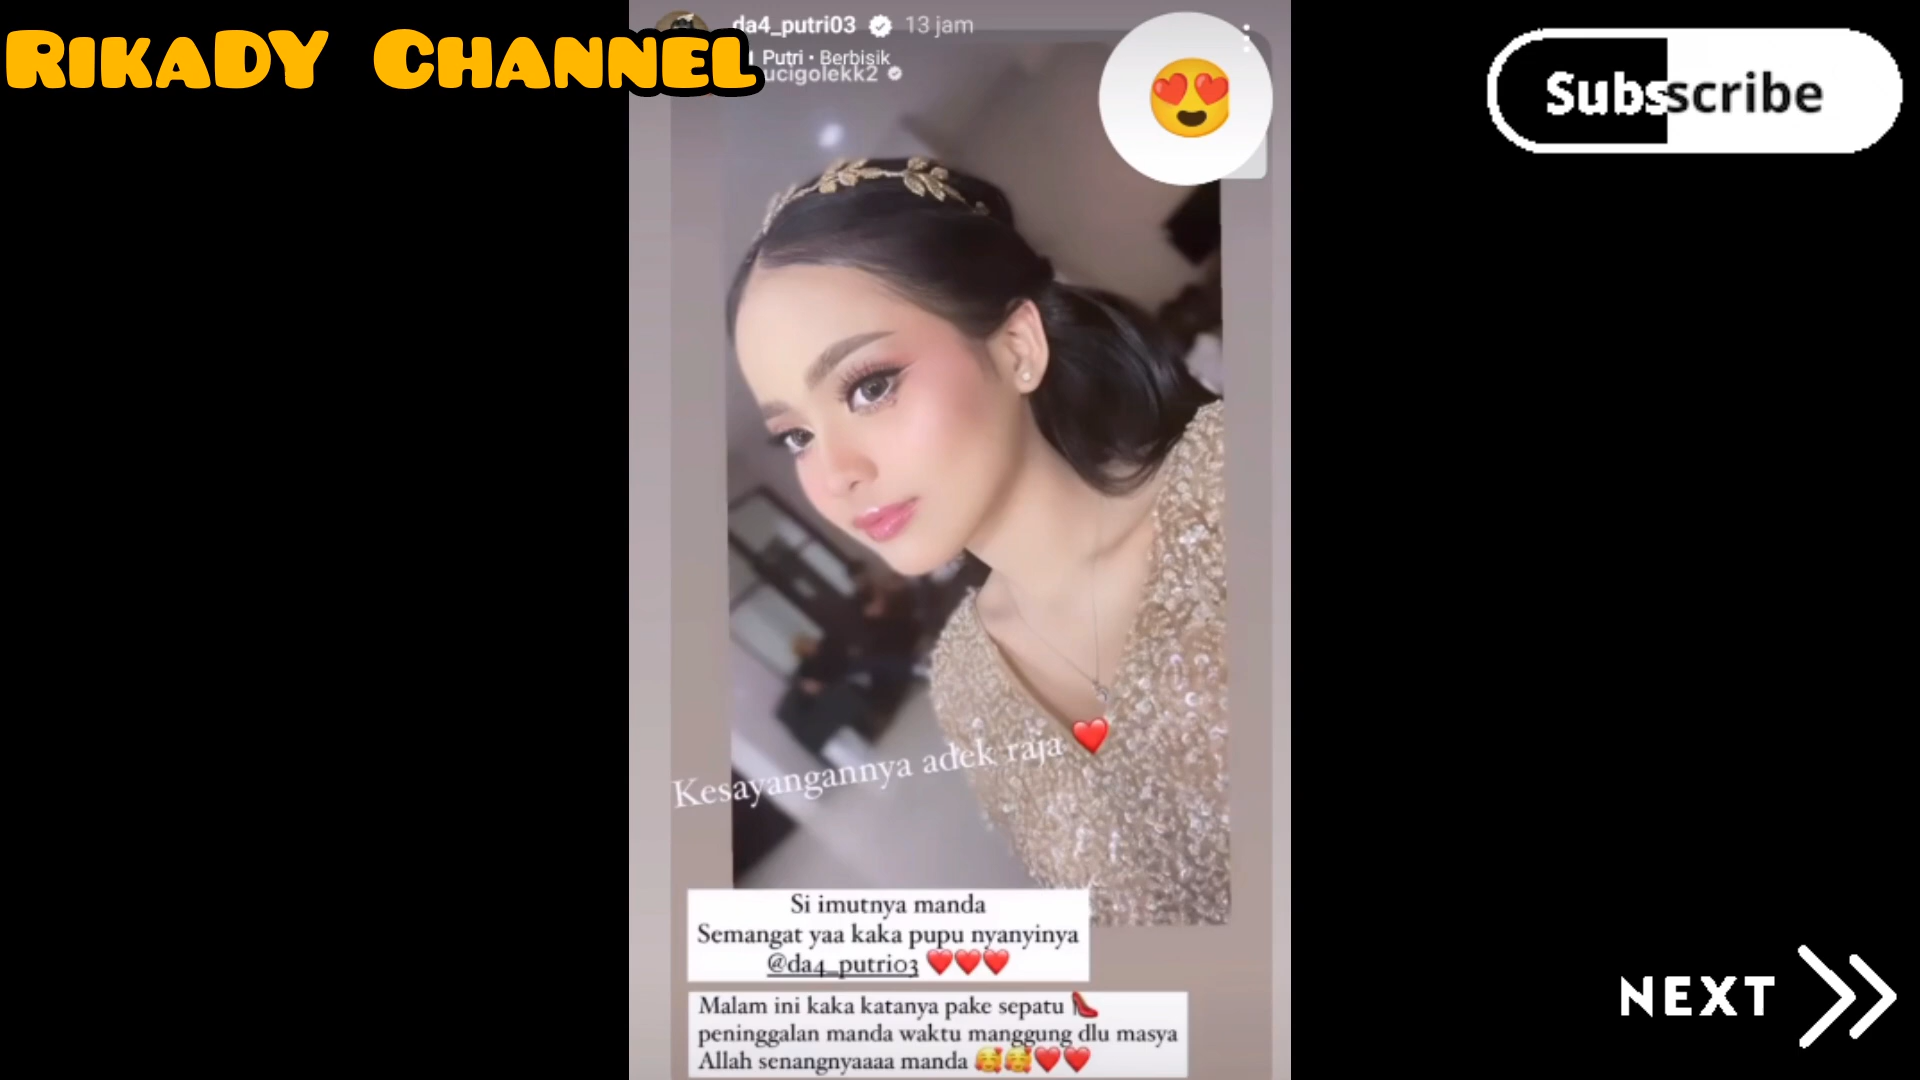 RIKADY CHANNEL
da4_putri03 13 jam
Putri • Berbisik
ucigolekk2
Subscribe
Kesayangannya adek raja ❤️
Si imutnya manda
Semangat yaa kaka pupu nyanyinya
@da4_putri03 ❤️❤️❤️
Malam ini kaka katanya pake sepatu 👠
peninggalan manda waktu manggung dlu masya
Allah senangnyaaaa manda 🥰🥰❤️❤️
NEXT